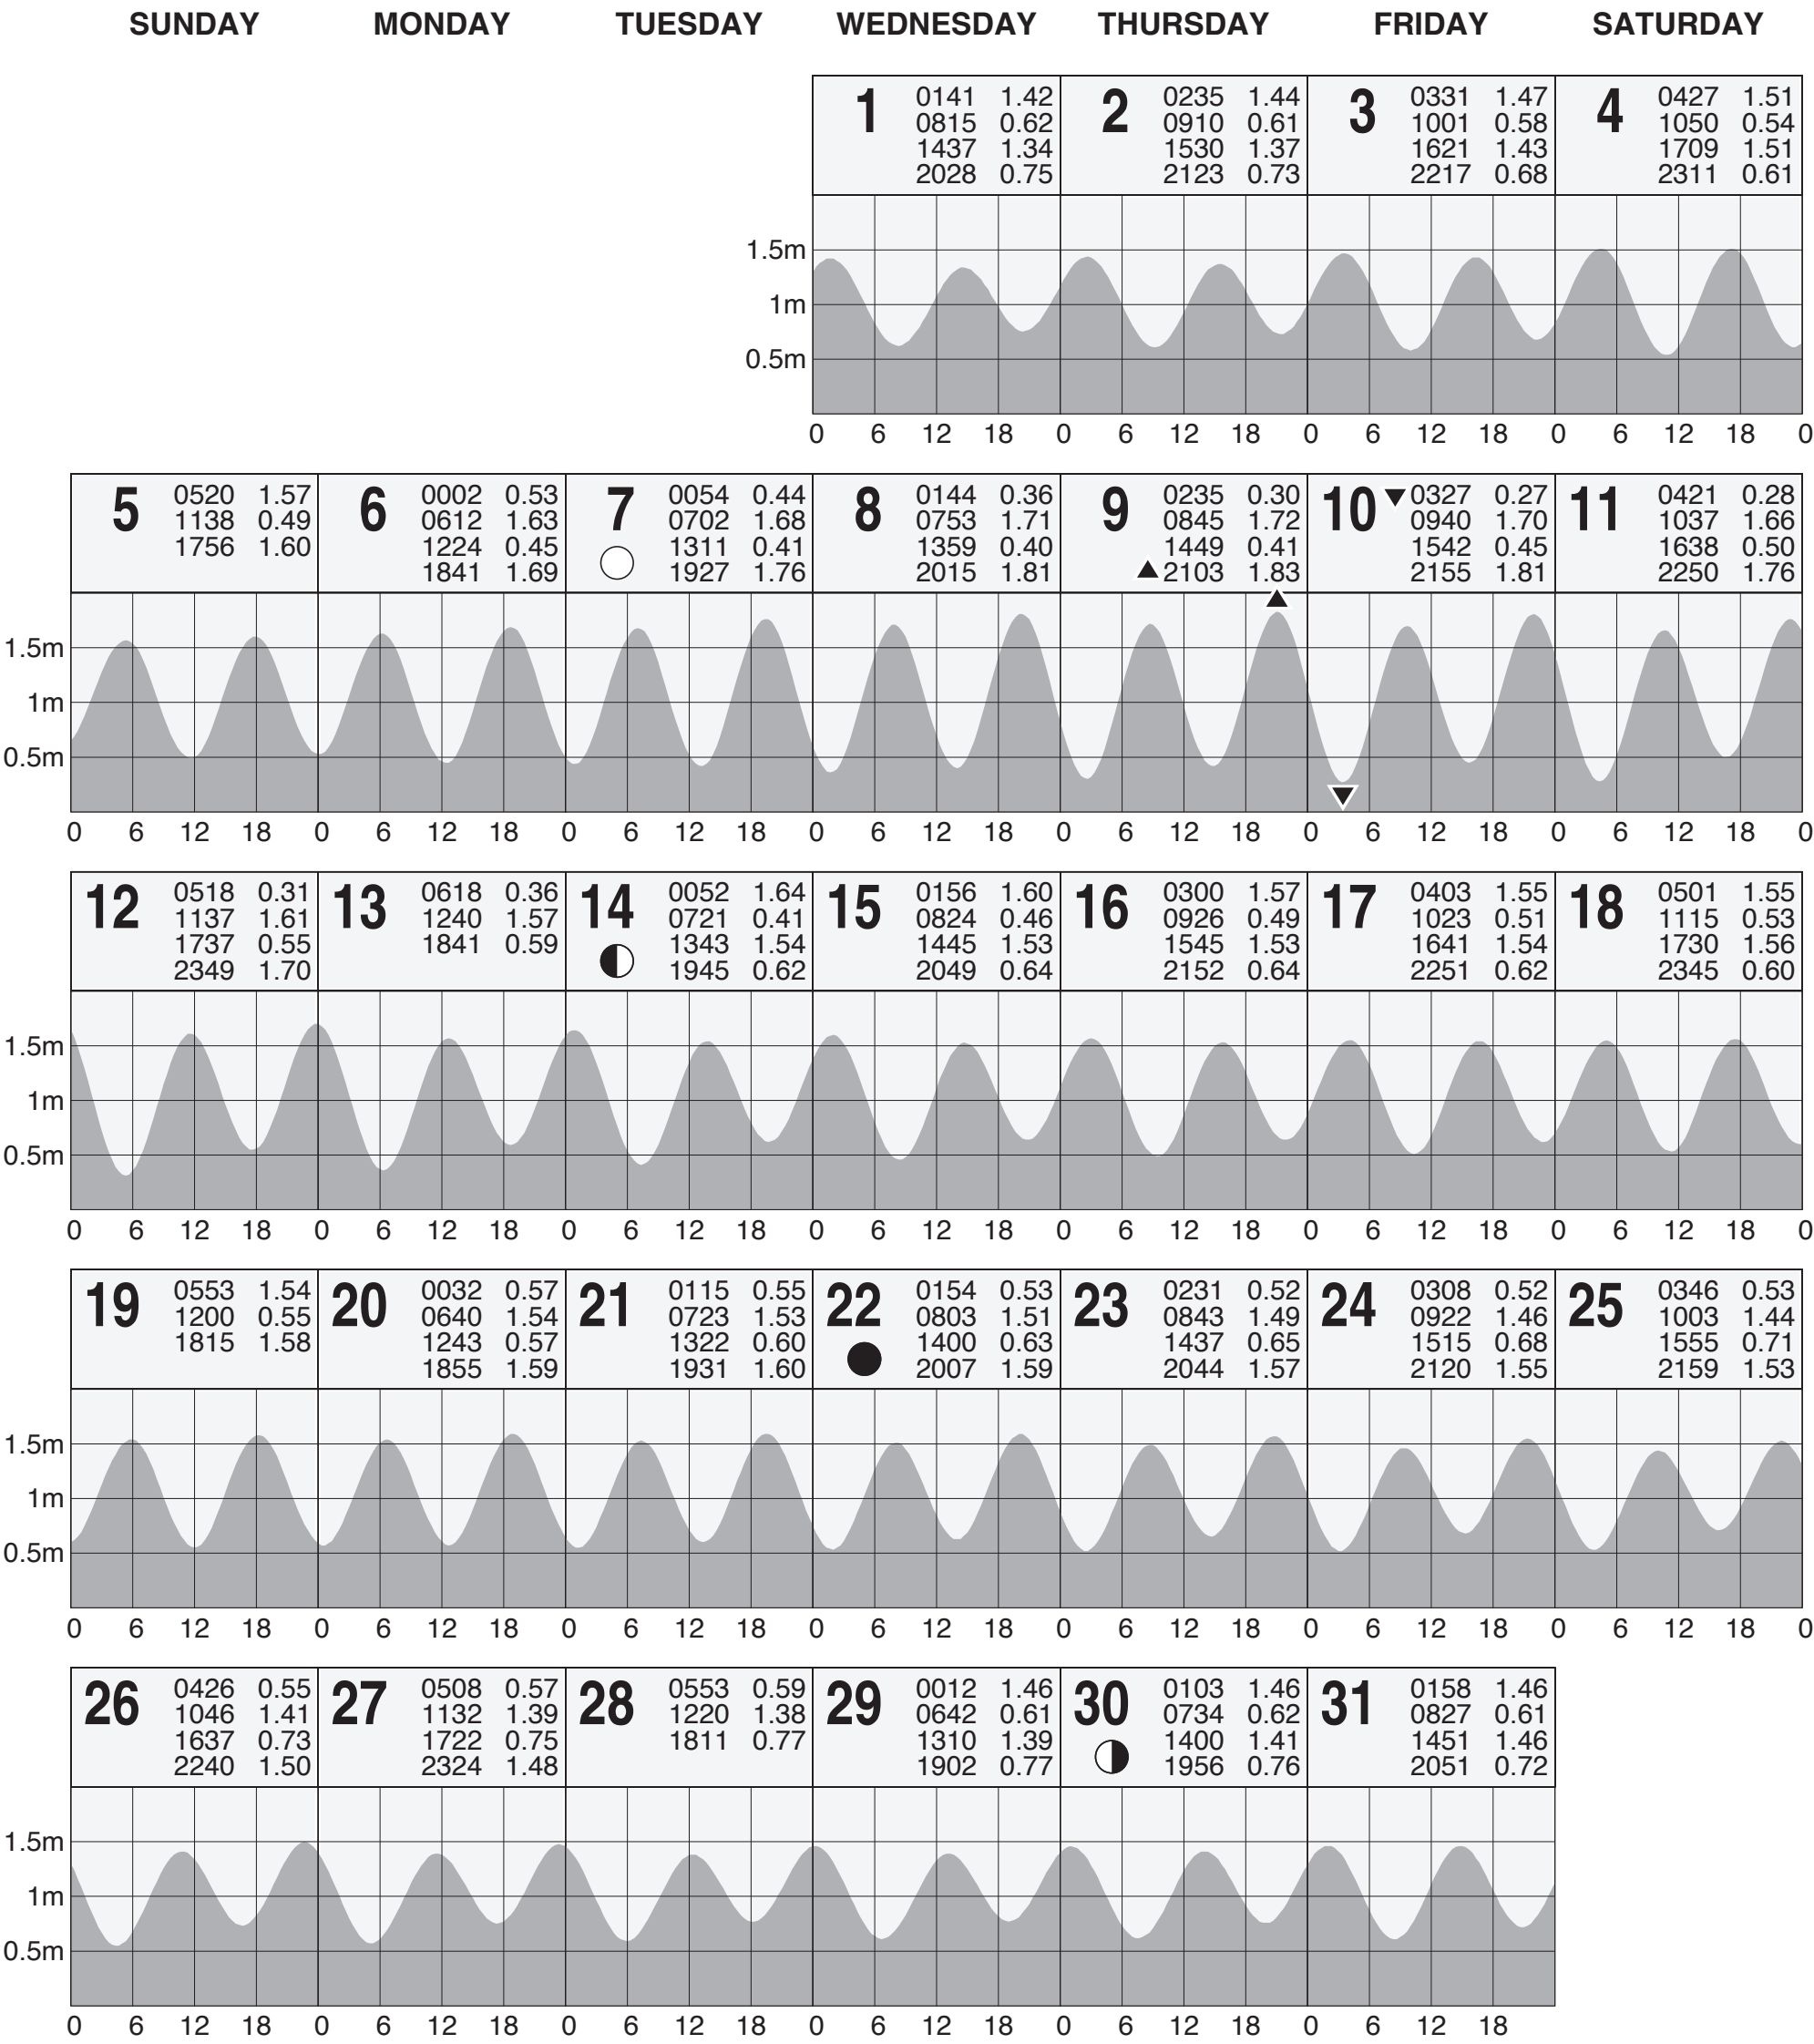 SUNDAY MONDAY TUESDAY WEDNESDAY THURSDAY FRIDAY SATURDAY
1 0141 1.42
0815 0.62
1437 1.34
2028 0.75
2 0235 1.44
0910 0.61
1530 1.37
2123 0.73
3 0331 1.47
1001 0.58
1621 1.43
2217 0.68
4 0427 1.51
1050 0.54
1709 1.51
2311 0.61
1.5m
1m
0.5m
0 6 12 18 0 6 12 18 0 6 12 18 0 6 12 18 0
5 0520 1.57
1138 0.49
1756 1.60
6 0002 0.53
0612 1.63
1224 0.45
1841 1.69
7 0054 0.44
0702 1.68
1311 0.41
1927 1.76
8 0144 0.36
0753 1.71
1359 0.40
2015 1.81
9 0235 0.30
0845 1.72
1449 0.41
2103 1.83
10 0327 0.27
0940 1.70
1542 0.45
2155 1.81
11 0421 0.28
1037 1.66
1638 0.50
2250 1.76
1.5m
1m
0.5m
0 6 12 18 0 6 12 18 0 6 12 18 0 6 12 18 0 6 12 18 0 6 12 18 0 6 12 18 0
12 0518 0.31
1137 1.61
1737 0.55
2349 1.70
13 0618 0.36
1240 1.57
1841 0.59
14 0052 1.64
0721 0.41
1343 1.54
1945 0.62
15 0156 1.60
0824 0.46
1445 1.53
2049 0.64
16 0300 1.57
0926 0.49
1545 1.53
2152 0.64
17 0403 1.55
1023 0.51
1641 1.54
2251 0.62
18 0501 1.55
1115 0.53
1730 1.56
2345 0.60
1.5m
1m
0.5m
0 6 12 18 0 6 12 18 0 6 12 18 0 6 12 18 0 6 12 18 0 6 12 18 0 6 12 18 0
19 0553 1.54
1200 0.55
1815 1.58
20 0032 0.57
0640 1.54
1243 0.57
1855 1.59
21 0115 0.55
0723 1.53
1322 0.60
1931 1.60
22 0154 0.53
0803 1.51
1400 0.63
2007 1.59
23 0231 0.52
0843 1.49
1437 0.65
2044 1.57
24 0308 0.52
0922 1.46
1515 0.68
2120 1.55
25 0346 0.53
1003 1.44
1555 0.71
2159 1.53
1.5m
1m
0.5m
0 6 12 18 0 6 12 18 0 6 12 18 0 6 12 18 0 6 12 18 0 6 12 18 0 6 12 18 0
26 0426 0.55
1046 1.41
1637 0.73
2240 1.50
27 0508 0.57
1132 1.39
1722 0.75
2324 1.48
28 0553 0.59
1220 1.38
1811 0.77
29 0012 1.46
0642 0.61
1310 1.39
1902 0.77
30 0103 1.46
0734 0.62
1400 1.41
1956 0.76
31 0158 1.46
0827 0.61
1451 1.46
2051 0.72
1.5m
1m
0.5m
0 6 12 18 0 6 12 18 0 6 12 18 0 6 12 18 0 6 12 18 0 6 12 18